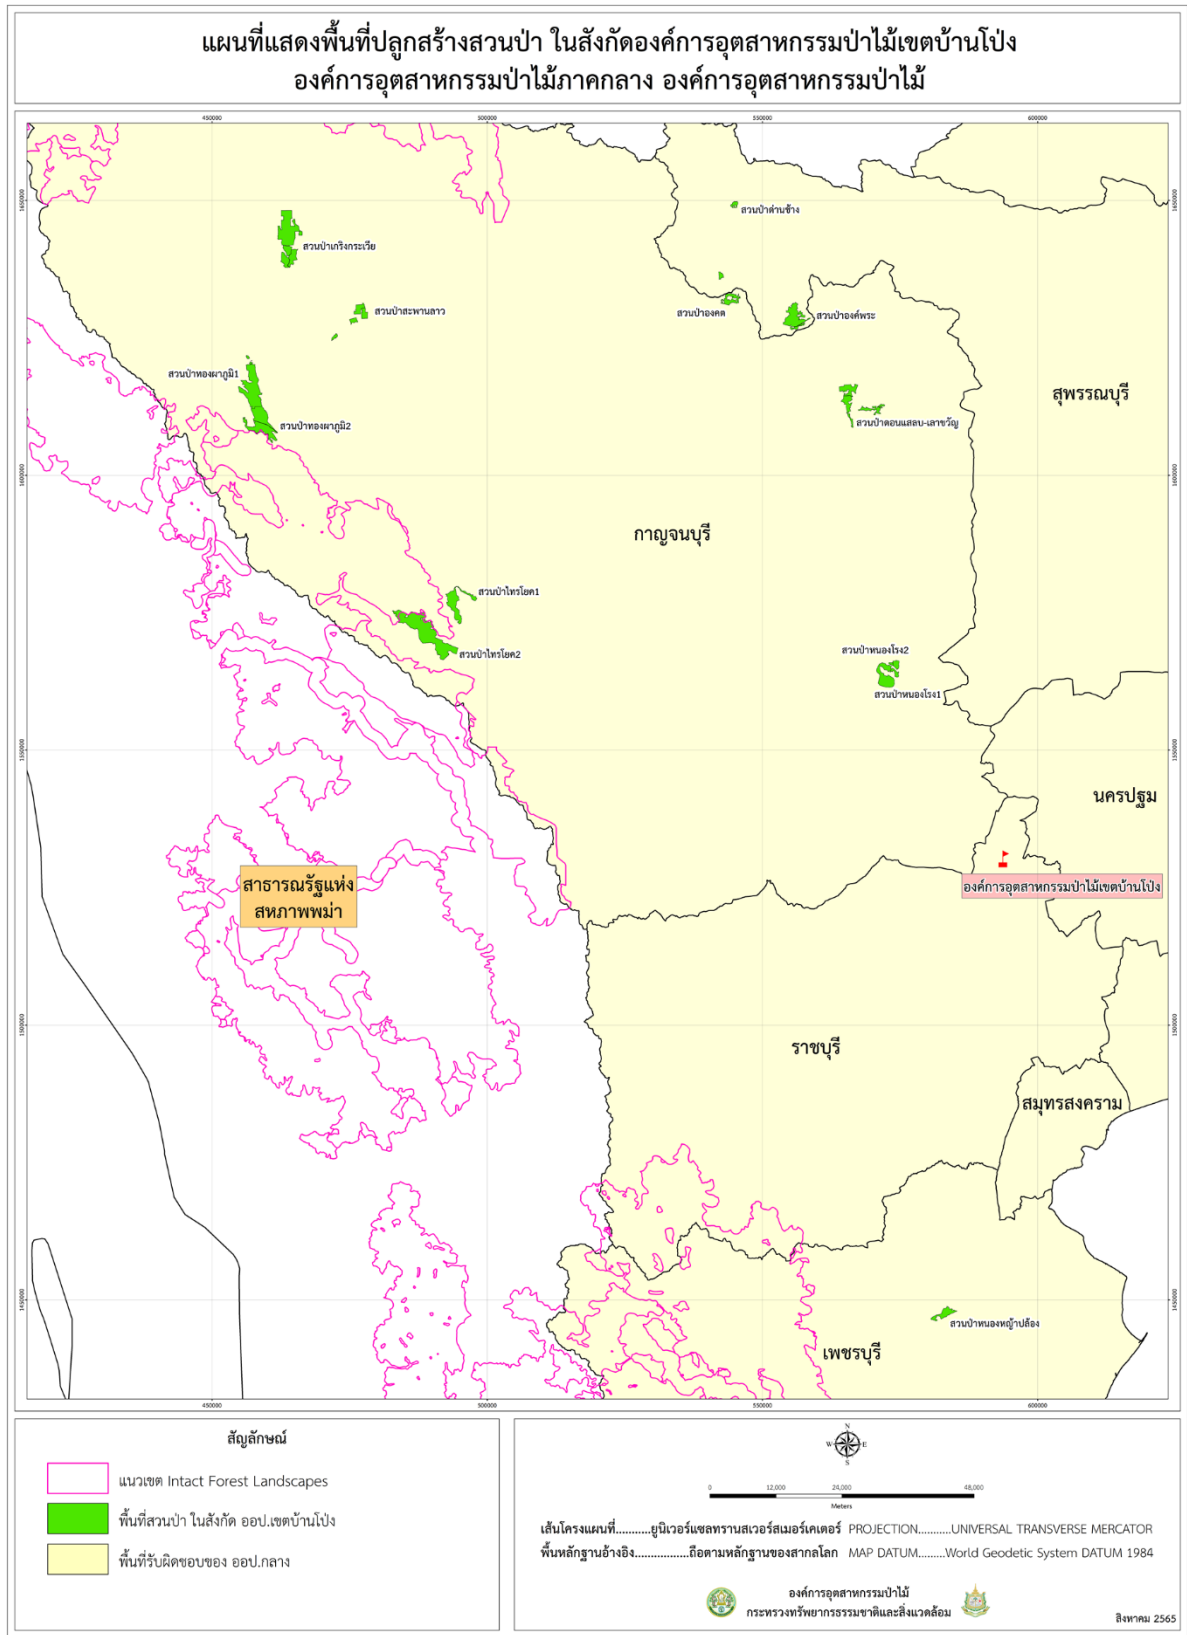 แผนที่แสดงพื้นที่ปลูกสร้างสวนป่า ในสังกัดองค์การอุตสาหกรรมป่าไม้เขตบ้านโป่ง
องค์การอุตสาหกรรมป่าไม้ภาคกลาง องค์การอุตสาหกรรมป่าไม้
450000
500000
550000
600000
1650000
1650000
สวนป่าด่านช้าง
สวนป่าเกริงกระเวีย
สวนป่าสะพานลาว
สวนป่าองคต
สวนป่าองค์พระ
สวนป่าทองผาภูมิ1
สวนป่าทองผาภูมิ2
สวนป่าดอนแสลบ-เลาขวัญ
สุพรรณบุรี
1600000
1600000
กาญจนบุรี
สวนป่าไทรโยค1
สวนป่าไทรโยค2
สวนป่าหนองโรง2
สวนป่าหนองโรง1
1550000
1550000
นครปฐม
สาธารณรัฐแห่ง
สหภาพพม่า
องค์การอุตสาหกรรมป่าไม้เขตบ้านโป่ง
1500000
1500000
ราชบุรี
สมุทรสงคราม
1450000
1450000
สวนป่าหนองหญ้าปล้อง
เพชรบุรี
450000
500000
550000
600000
สัญลักษณ์
แนวเขต Intact Forest Landscapes
พื้นที่สวนป่า ในสังกัด ออป.เขตบ้านโป่ง
พื้นที่รับผิดชอบของ ออป.กลาง
N
W
E
S
0
12,000
24,000
48,000
Meters
เส้นโครงแผนที่...........ยูนิเวอร์แซลทรานสเวอร์สเมอร์เคเตอร์ PROJECTION..........UNIVERSAL TRANSVERSE MERCATOR
พื้นหลักฐานอ้างอิง.................ถือตามหลักฐานของสากลโลก MAP DATUM.........World Geodetic System DATUM 1984
องค์การอุตสาหกรรมป่าไม้
กระทรวงทรัพยากรธรรมชาติและสิ่งแวดล้อม
สิงหาคม 2565